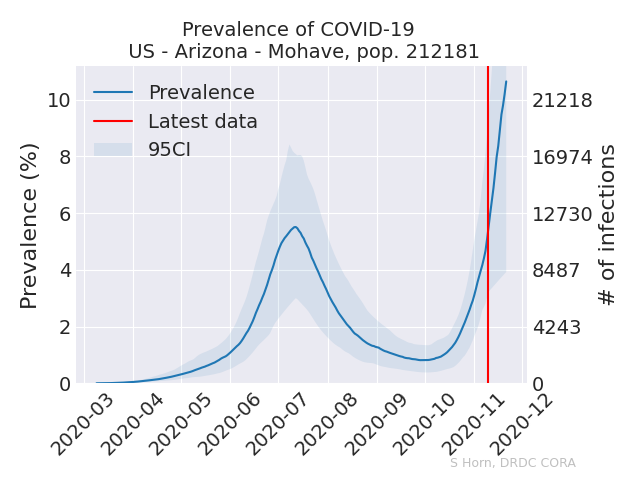 Prevalence of COVID-19
US - Arizona - Mohave, pop. 212181
Prevalence
Latest data
95CI
Prevalence (%)
10
8
6
4
2
0
21218
16974
12730
8487
4243
0
# of infections
2020-03
2020-04
2020-05
2020-06
2020-07
2020-08
2020-09
2020-10
2020-11
2020-12
S Horn, DRDC CORA